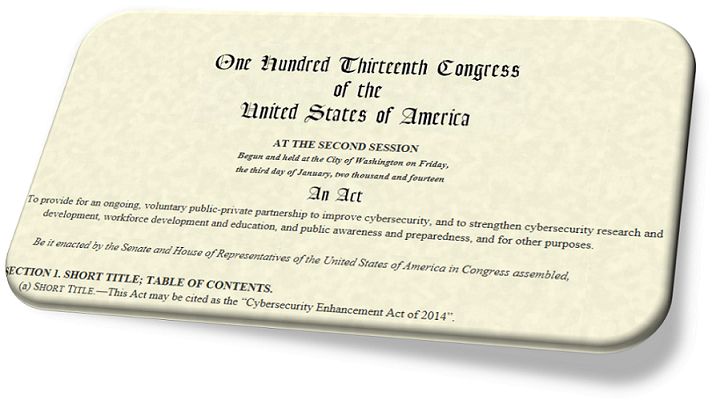 One Hundred Thirteenth Congress
of the
United States of America
AT THE SECOND SESSION
Begun and held at the City of Washington on Friday,
the third day of January, two thousand and fourteen
An Act
To provide for an ongoing, voluntary public-private partnership to improve cybersecurity, and to strengthen cybersecurity research and
development, workforce development and education, and public awareness and preparedness, and for other purposes.
Be it enacted by the Senate and House of Representatives of the United States of America in Congress assembled,
SECTION 1. SHORT TITLE; TABLE OF CONTENTS.
(a) SHORT TITLE.—This Act may be cited as the “Cybersecurity Enhancement Act of 2014”.